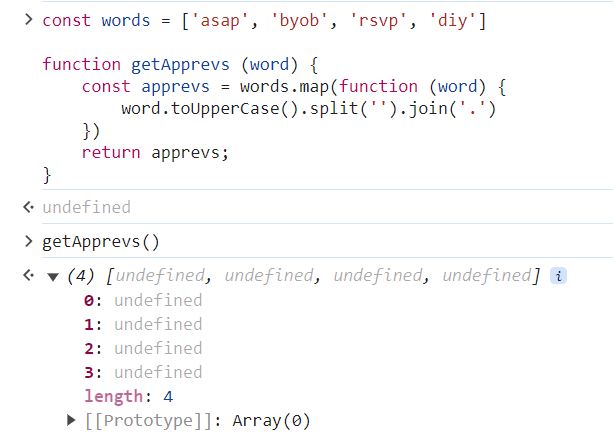 const words = ['asap', 'byob', 'rsvp', 'diy']
function getApprevs (word) {
const apprevs = words.map(function (word) {
word.toUpperCase().split('').join('.')
})
return apprevs;
}
undefined
getApprevs()
(4) [undefined, undefined, undefined, undefined] i
0: undefined
1: undefined
2: undefined
3: undefined
length: 4
[[Prototype]]: Array(0)